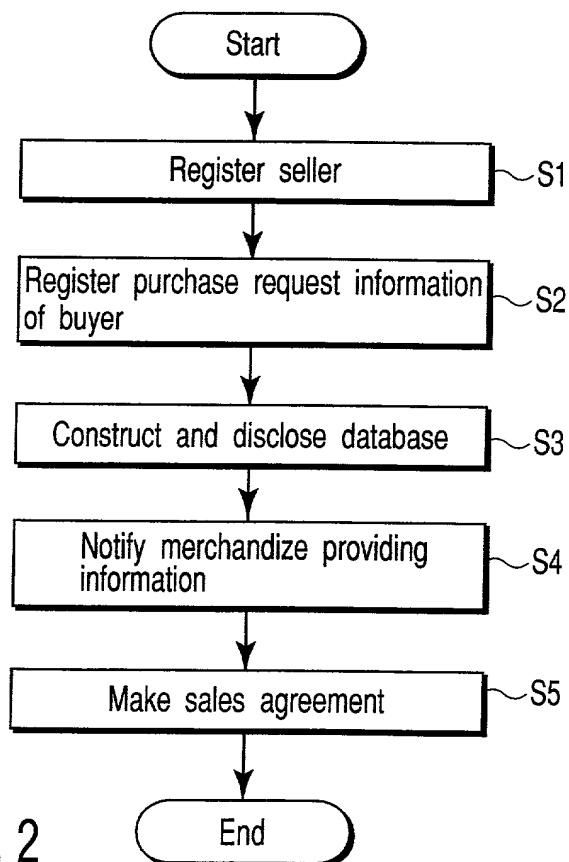 Start
Register seller
S1
Register purchase request information
of buyer
S2
Construct and disclose database
S3
Notify merchandize providing
information
S4
Make sales agreement
S5
End
. 2